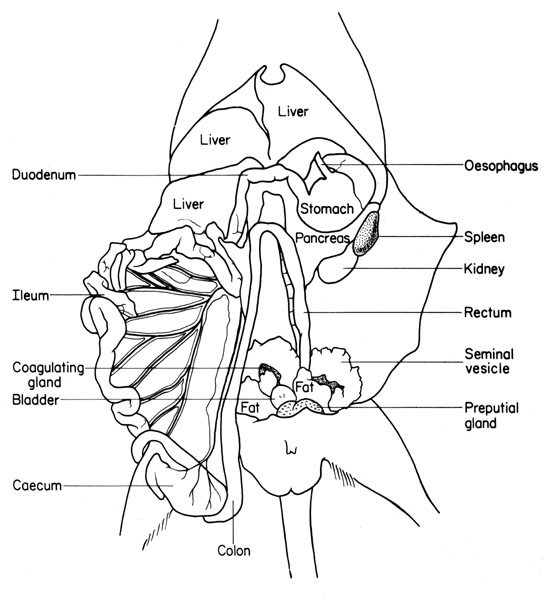 Liver
Liver
Oesophagus
Duodenum
Liver
Stomach
Pancreas
Spleen
Kidney
Ileum
Rectum
Seminal
vesicle
Coagulating
gland
Fat
Bladder
Fat
Preputial
gland
Caecum
Colon